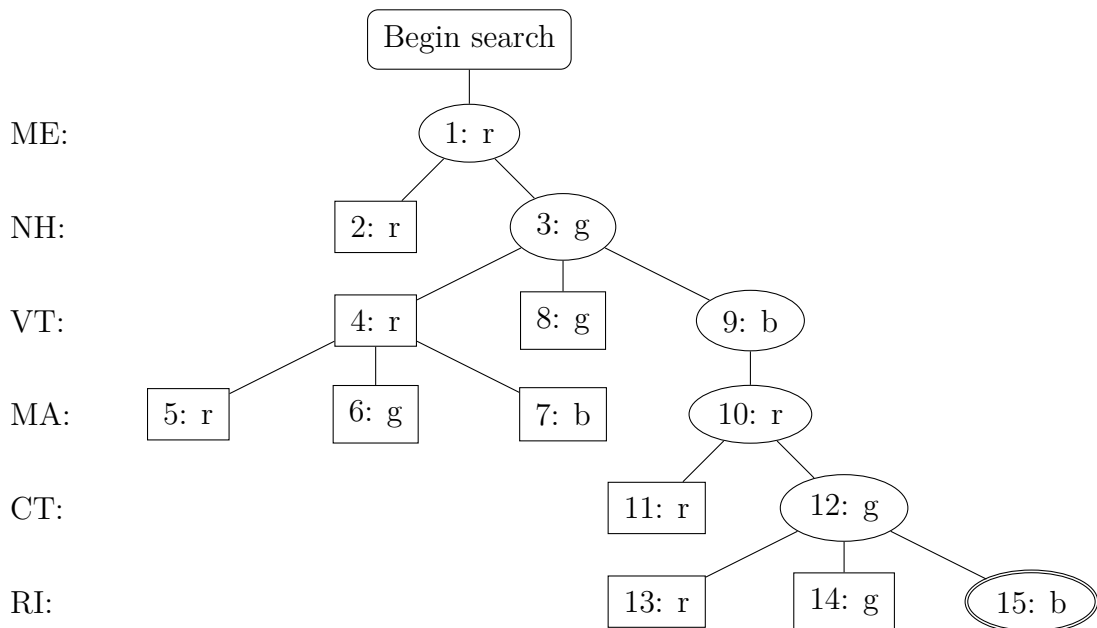 Begin search
ME: 1: r
NH: 2: r 3: g
VT: 4: r 8: g 9: b
MA: 5: r 6: g 7: b 10: r
CT: 11: r 12: g
RI: 13: r 14: g 15: b